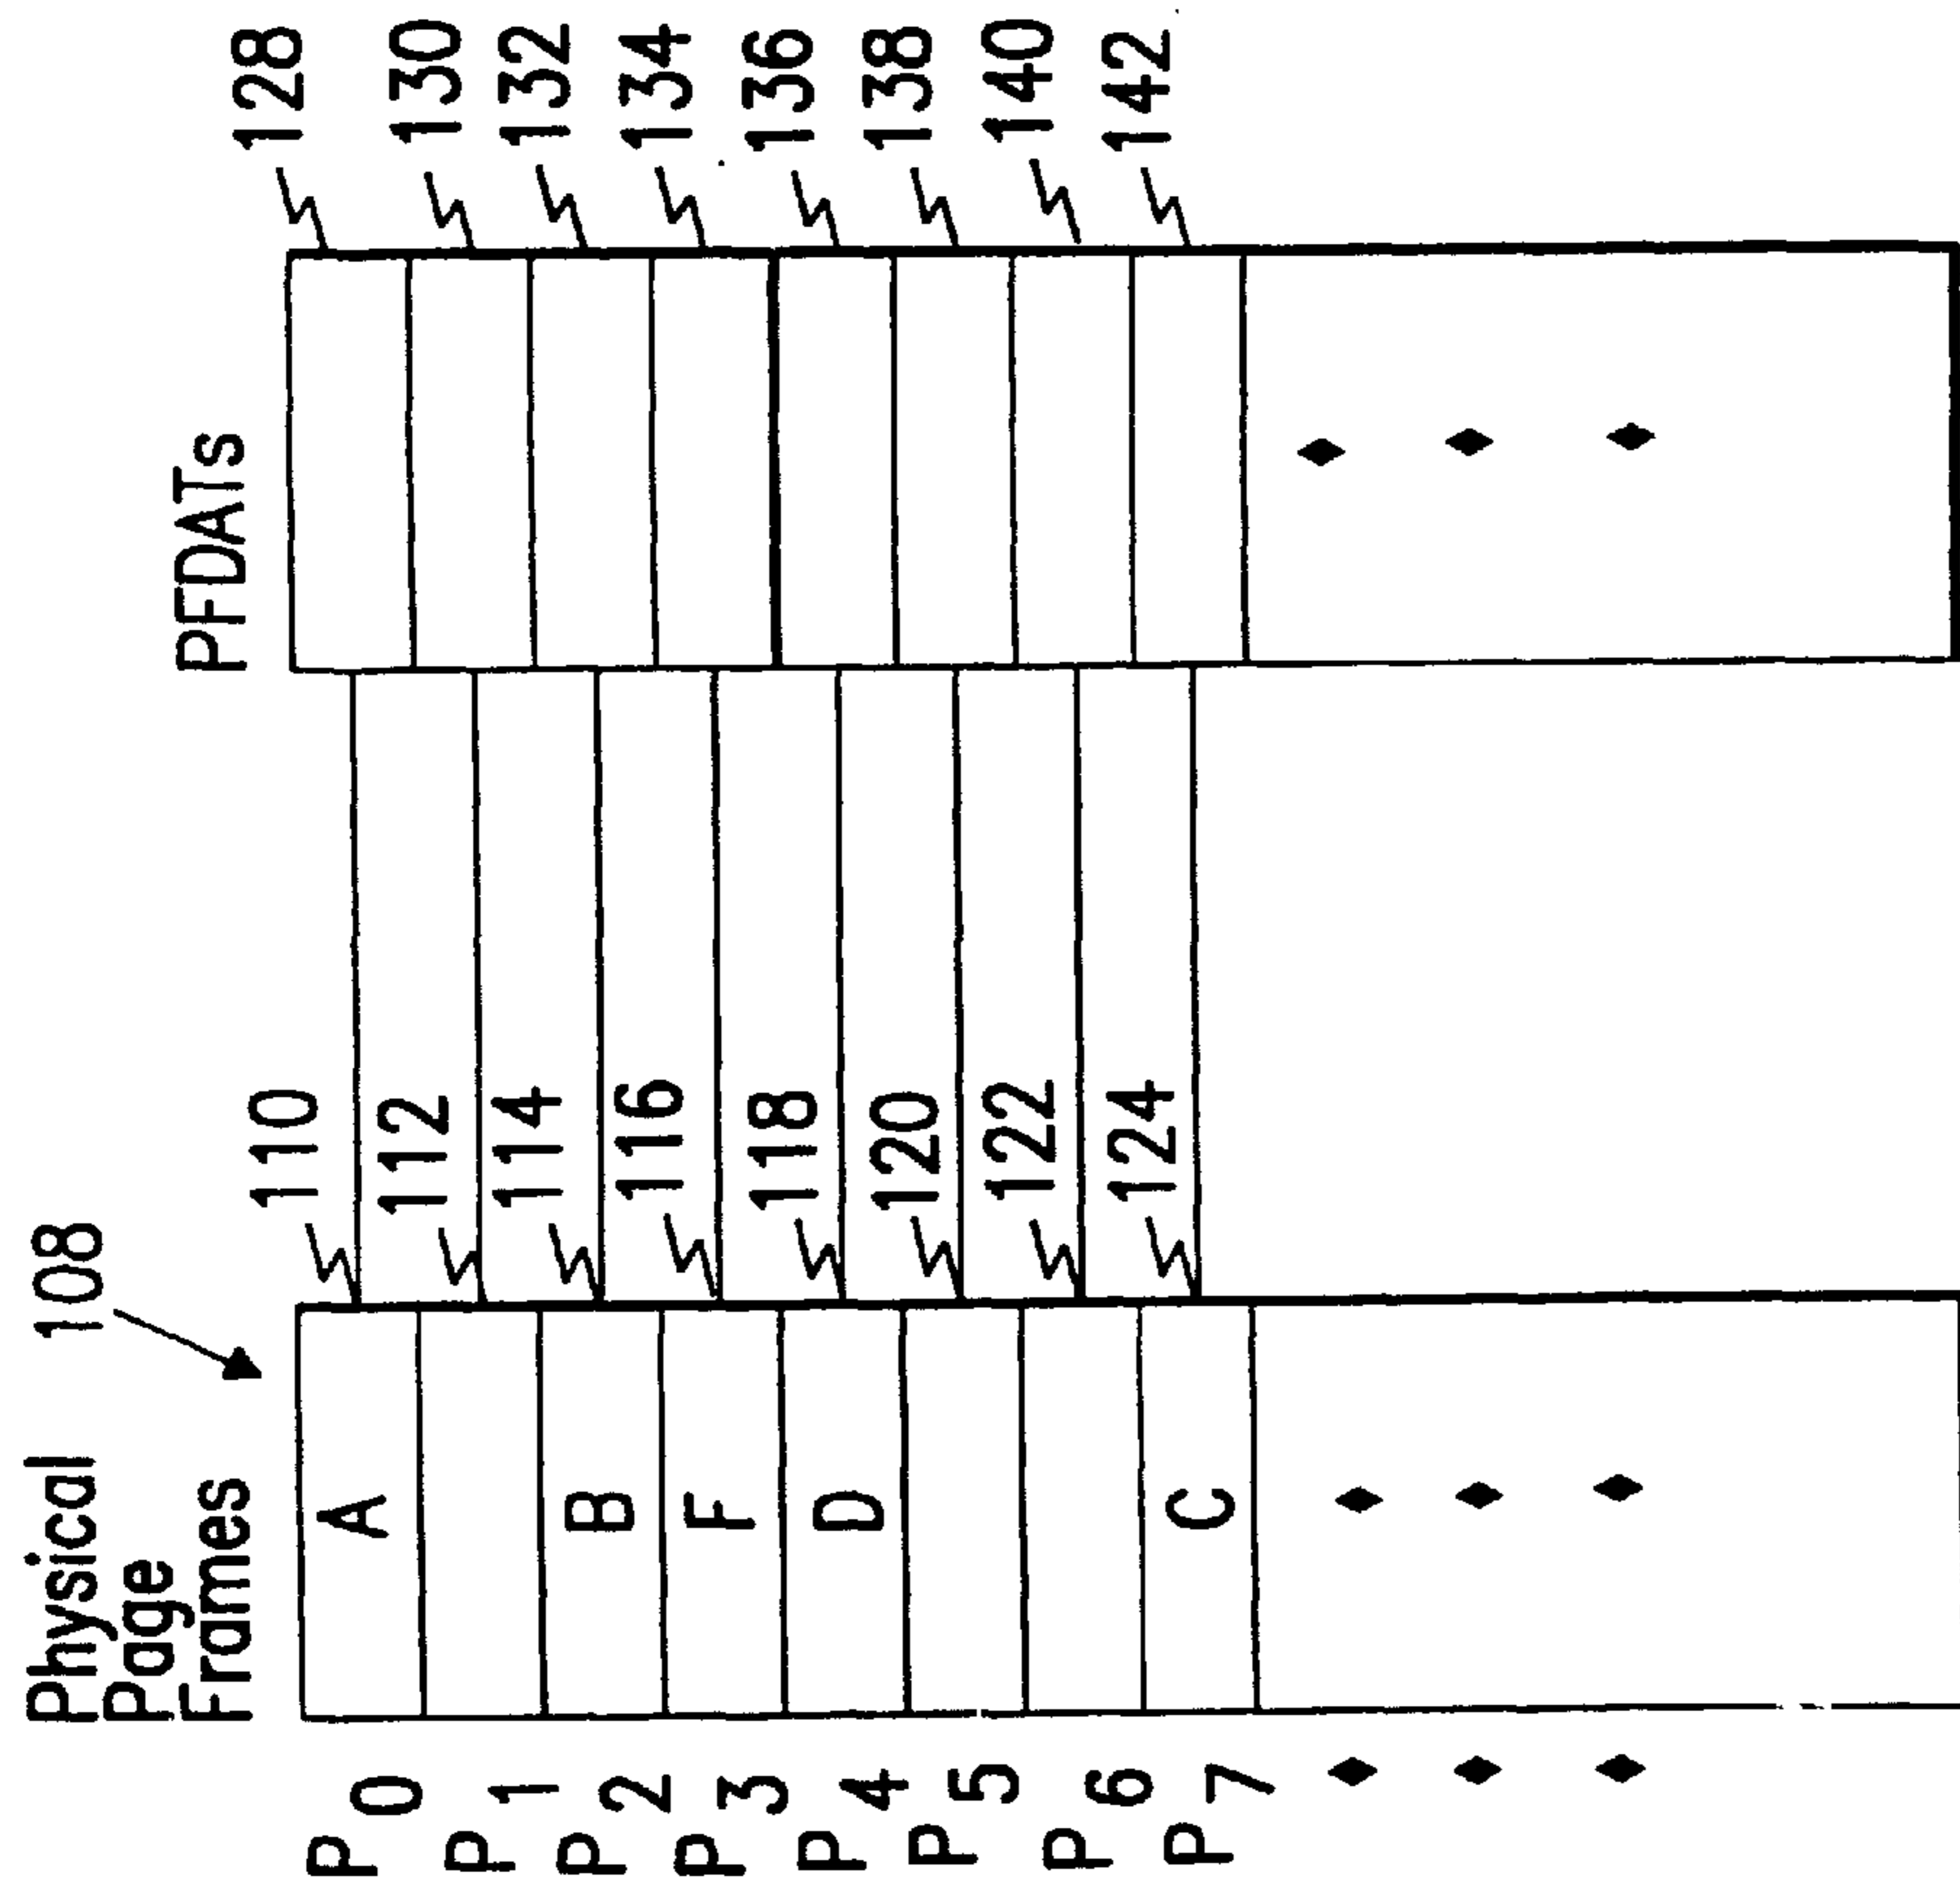 Physical
Page
Frames
108
PFDATs
P0
A
110
128
P1
112
130
P2
B
114
132
P3
F
116
134
P4
D
118
136
P5
120
138
P6
122
140
P7
C
124
142